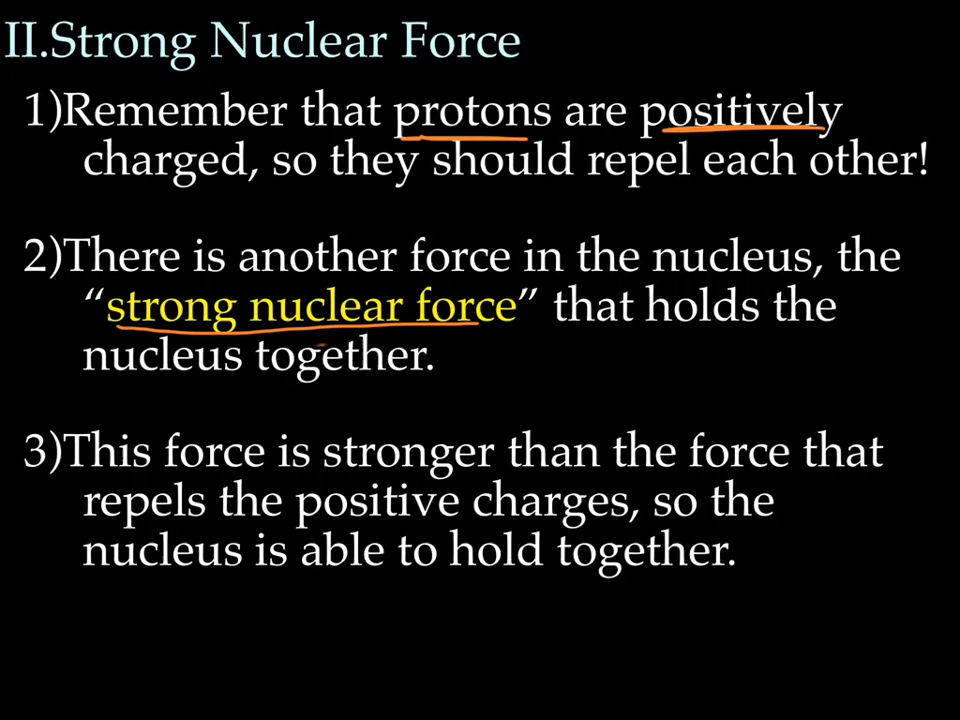 II.Strong Nuclear Force
1)Remember that protons are positively
charged, so they should repel each other!
2)There is another force in the nucleus, the
“strong nuclear force” that holds the
nucleus together.
3)This force is stronger than the force that
repels the positive charges, so the
nucleus is able to hold together.